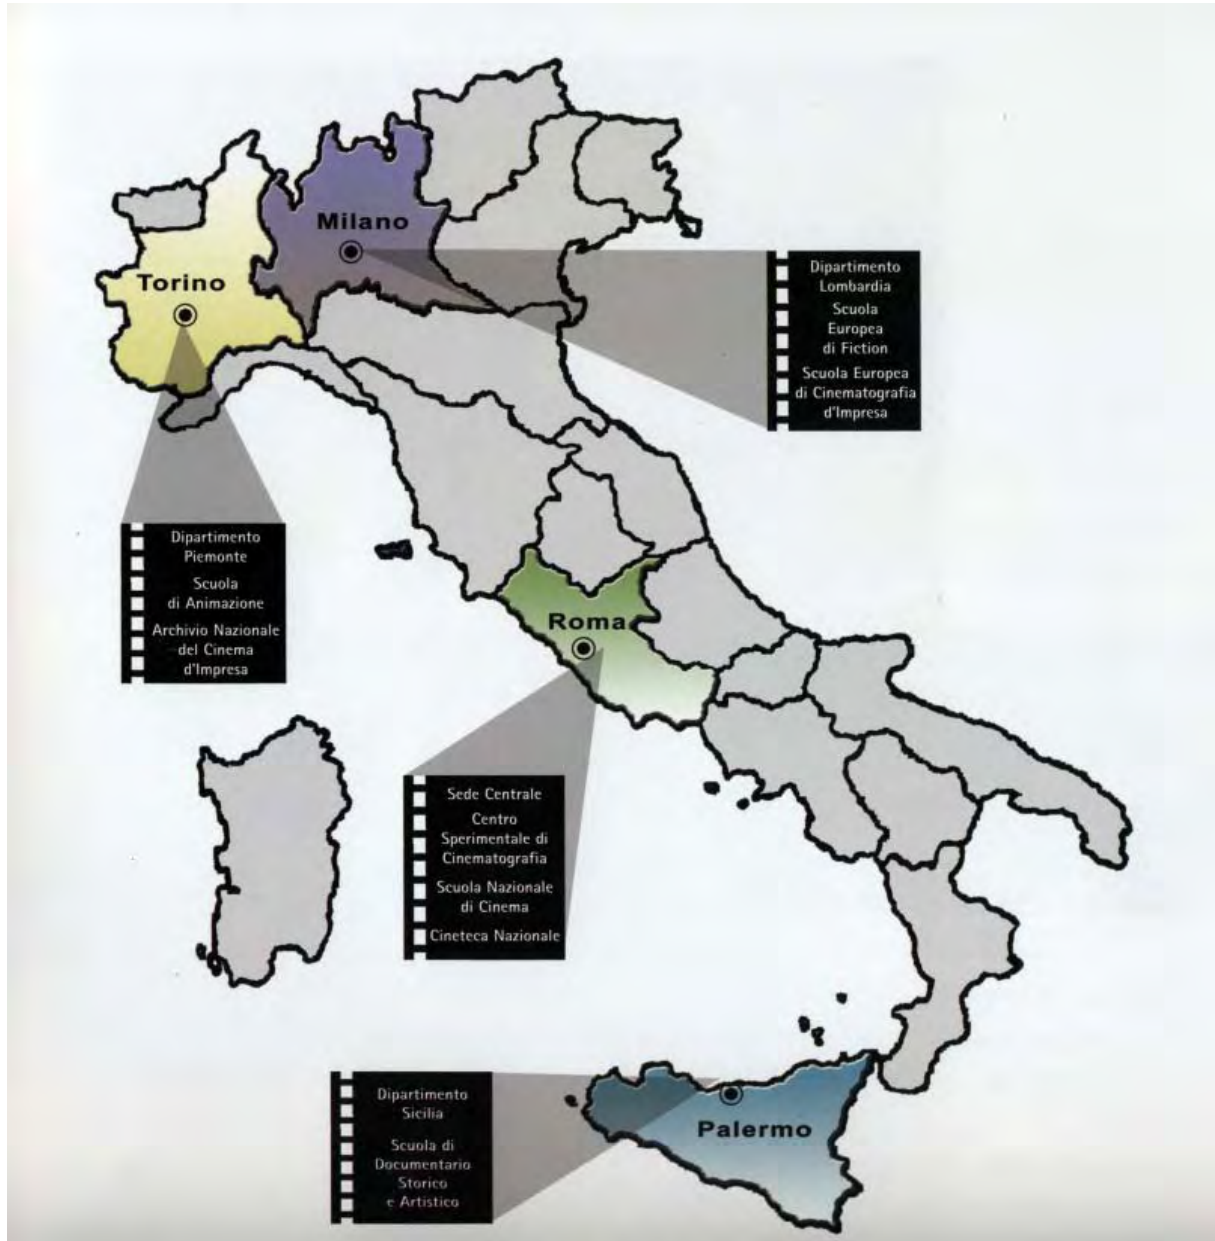 Milano
Torino
Dipartimento
Lombardia
Scuola
Europea
di Fiction
Scuola Europea
di Cinematografia
d'Impresa
Dipartimento
Piemonte
Scuola
di Animazione
Archivio Nazionale
del Cinema
d'Impresa
Roma
Sede Centrale
Centro
Sperimentale di
Cinematografia
Scuola Nazionale
di Cinema
Cineteca Nazionale
Dipartimento
Sicilia
Scuola di
Documentario
Storico
e Artistico
Palermo